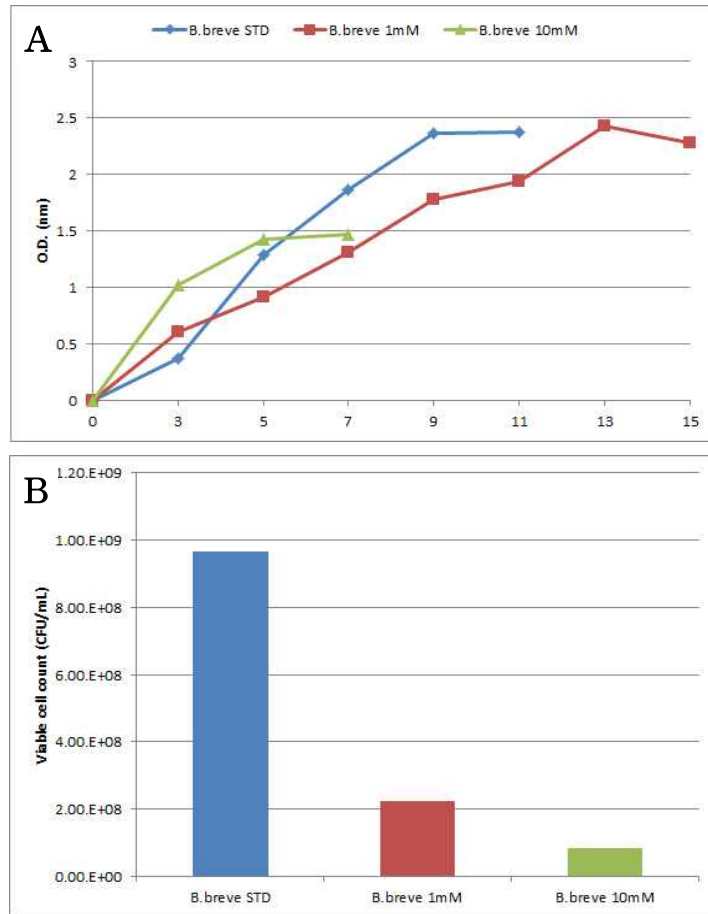 A
B.breve STD B.breve 1mM B.breve 10mM
3
2.5
2
1.5
1
0.5
0
O.D. (nm)
0 3 5 7 9 11 13 15
B
1.20.E+09
1.00.E+09
8.00.E+08
6.00.E+08
4.00.E+08
2.00.E+08
0.00.E+00
Viable cell count (CFU/mL)
B.breve STD B.breve 1mM B.breve 10mM